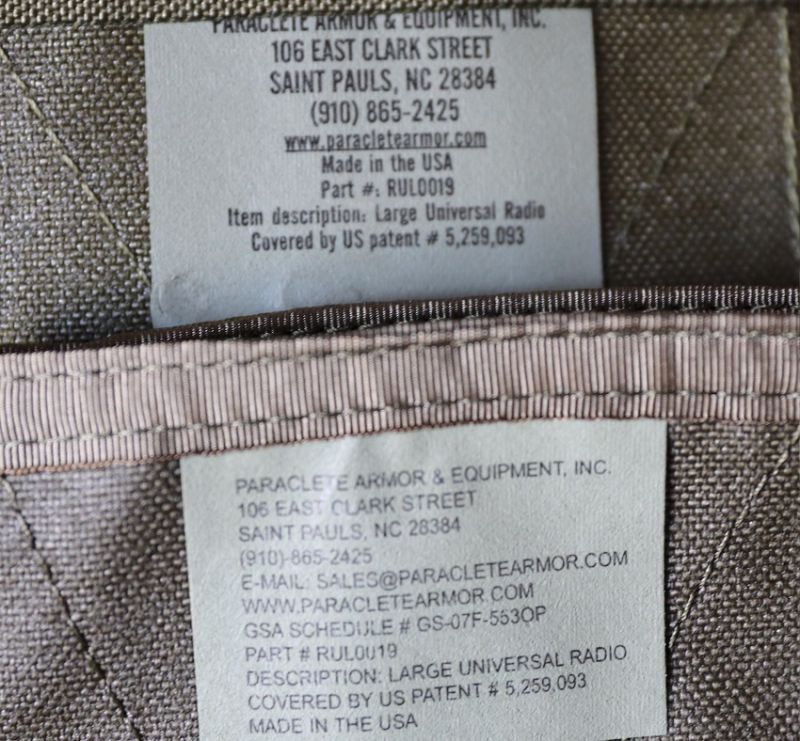 PARACLETE ARMOR & EQUIPMENT, INC.
106 EAST CLARK STREET
SAINT PAULS, NC 28384
(910) 865-2425
www.paracletearmor.com
Made in the USA
Part #: RUL0019
Item description: Large Universal Radio
Covered by US patent # 5,259,093
PARACLETE ARMOR & EQUIPMENT, INC.
106 EAST CLARK STREET
SAINT PAULS, NC 28384
(910)-865-2425
E-MAIL: SALES@PARACLETEARMOR.COM
WWW.PARACLETEARMOR.COM
GSA SCHEDULE # GS-07F-5530P
PART # RUL0019
DESCRIPTION: LARGE UNIVERSAL RADIO
COVERED BY US PATENT # 5,259,093
MADE IN THE USA